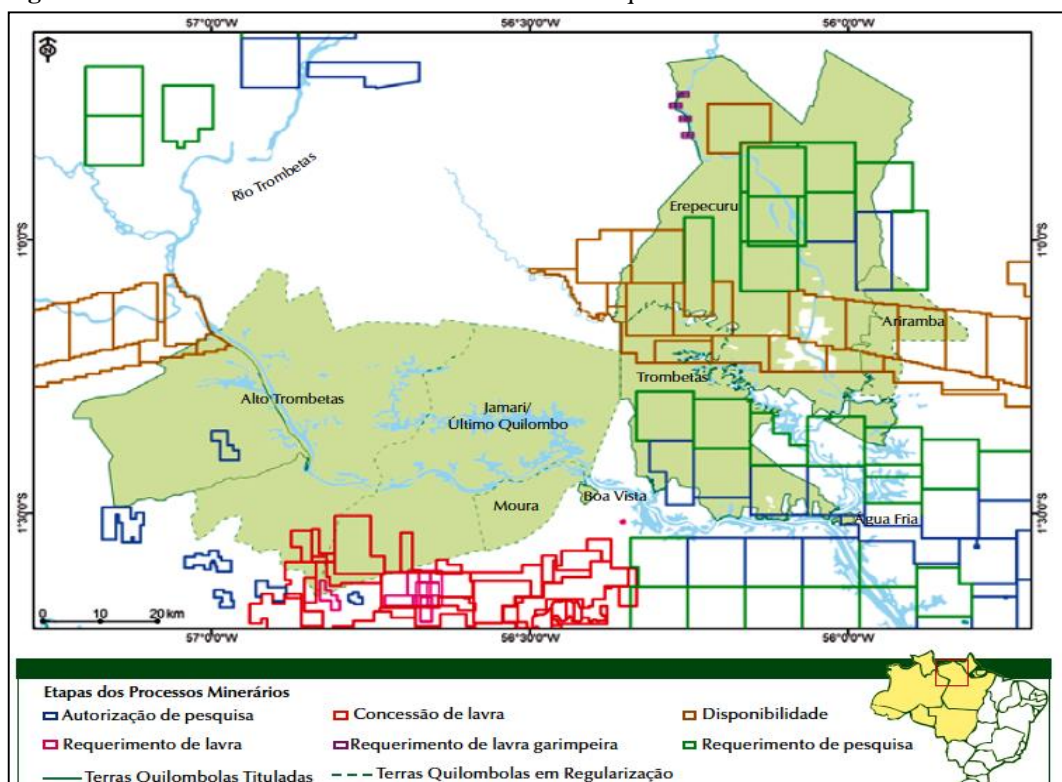 57°0'0"W 56°30'0"W 56°0'0"W
Rio Trombetas
Erepecuru
1°0'0"S 1°0'0"S
Ariramba
Trombetas
Alto Trombetas
Jamari/
Último Quilombo
Moura
Boa Vista
Água Fria
1°30'0"S 1°30'0"S
0 10 20 km
57°0'0"W 56°30'0"W 56°0'0"W
Etapas dos Processos Minerários
Autorização de pesquisa Concessão de lavra Disponibilidade
Requerimento de lavra Requerimento de lavra garimpeira Requerimento de pesquisa
Terras Quilombolas Tituladas Terras Quilombolas em Regularização